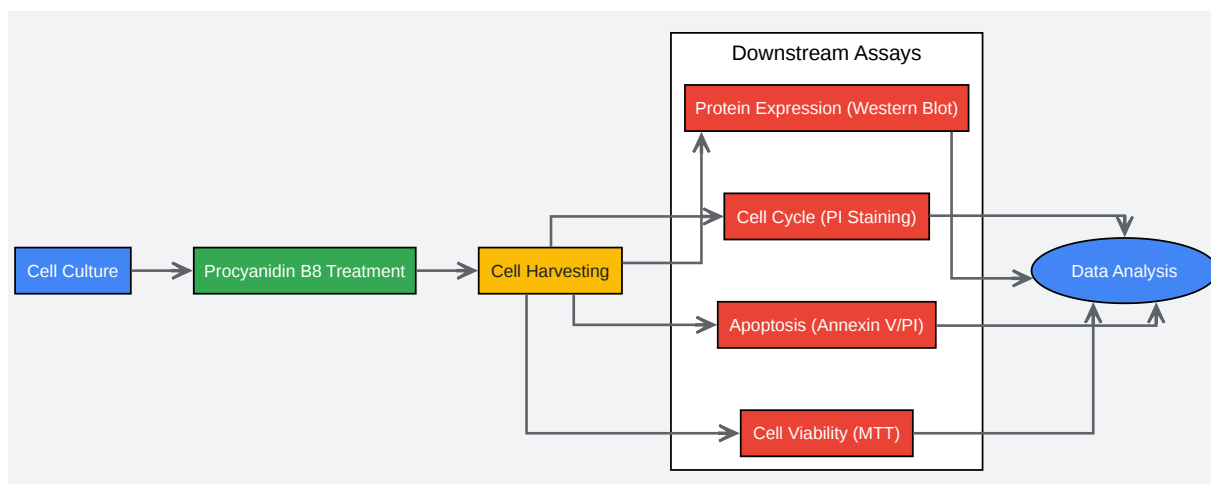 Downstream Assays
Protein Expression (Western Blot)
Cell Cycle (PI Staining)
Cell Culture
Procyanidin B8 Treatment
Cell Harvesting
Data Analysis
Apoptosis (Annexin V/PI)
Cell Viability (MTT)